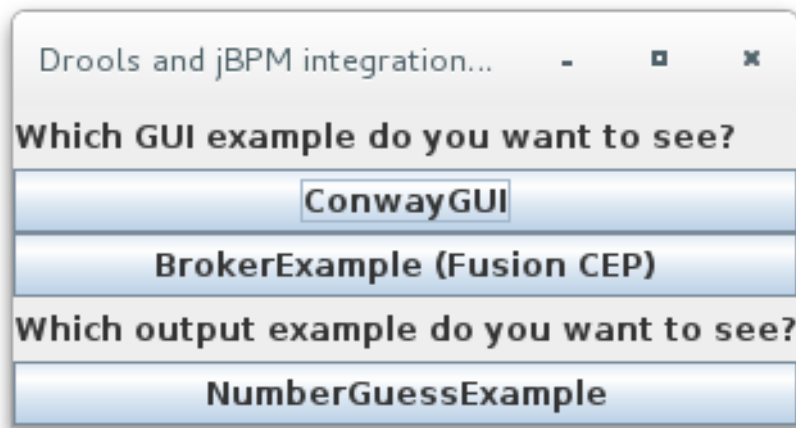 Drools and jBPM integration...
Which GUI example do you want to see?
ConwayGUI
BrokerExample (Fusion CEP)
Which output example do you want to see?
NumberGuessExample